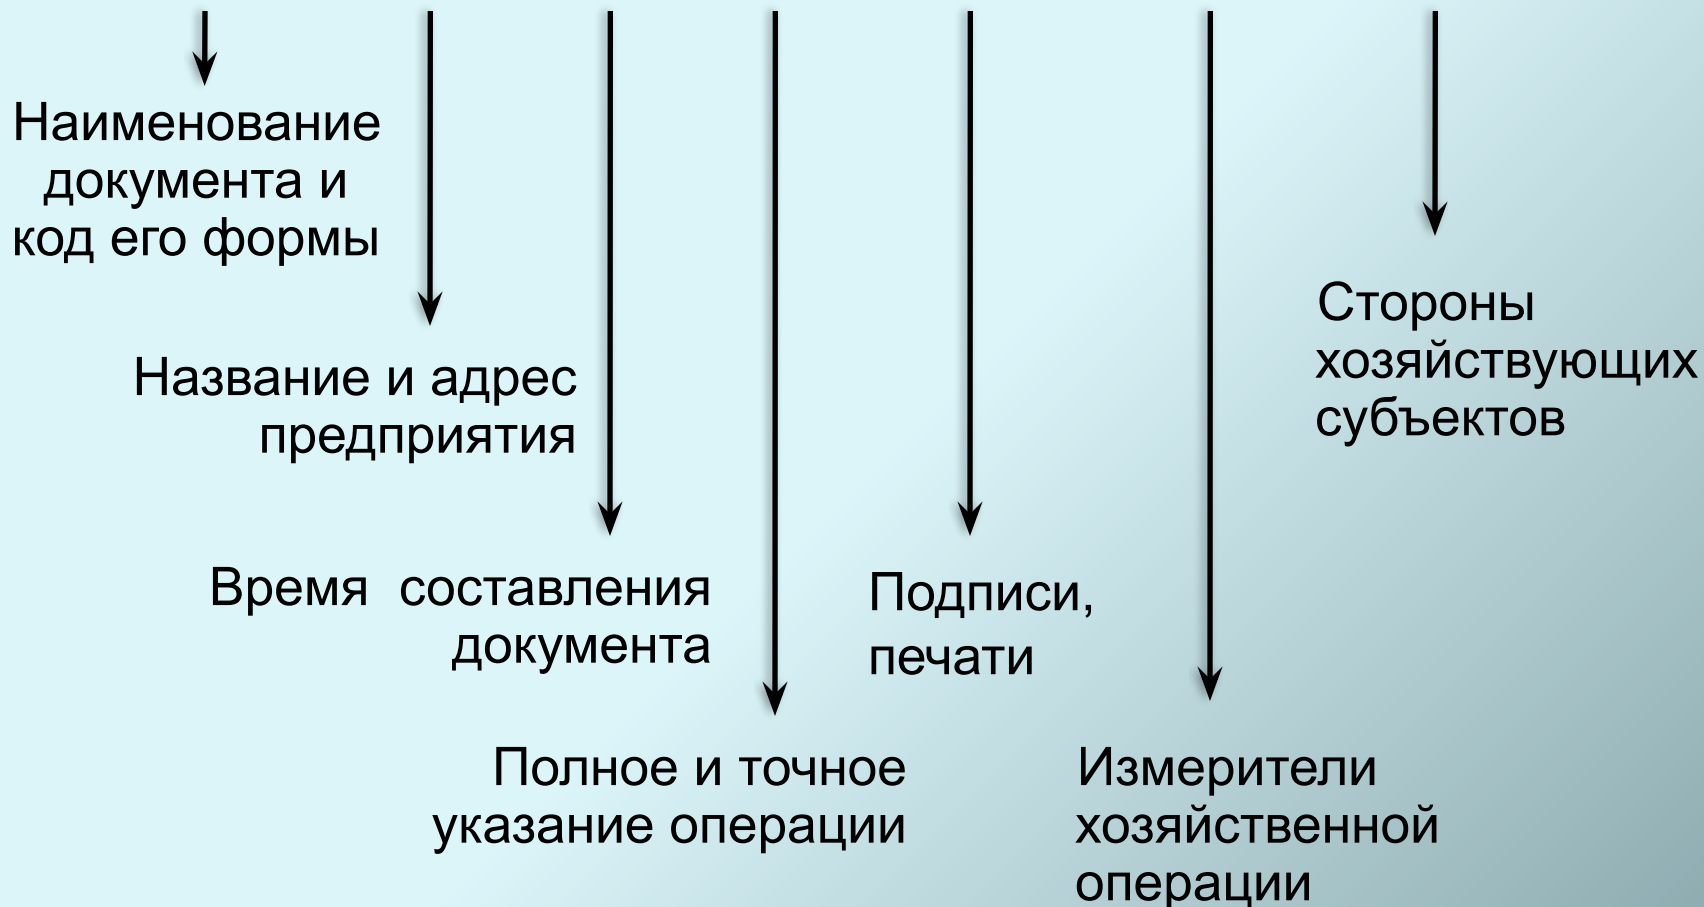 Наименование
документа и
код его формы
Название и адрес
предприятия
Время составления
документа
Полное и точное
указание операции
Подписи,
печати
Измерители
хозяйственной
операции
Стороны
хозяйствующих
субъектов